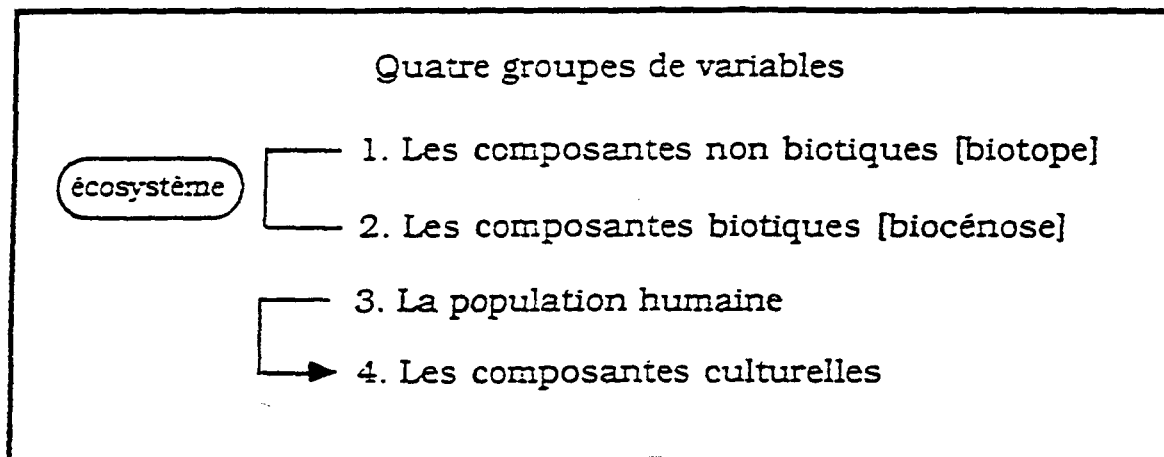 Quatre groupes de variables
1. Les composantes non biotiques [biotope]
écosystème
2. Les composantes biotiques [biocénose]
3. La population humaine
4. Les composantes culturelles